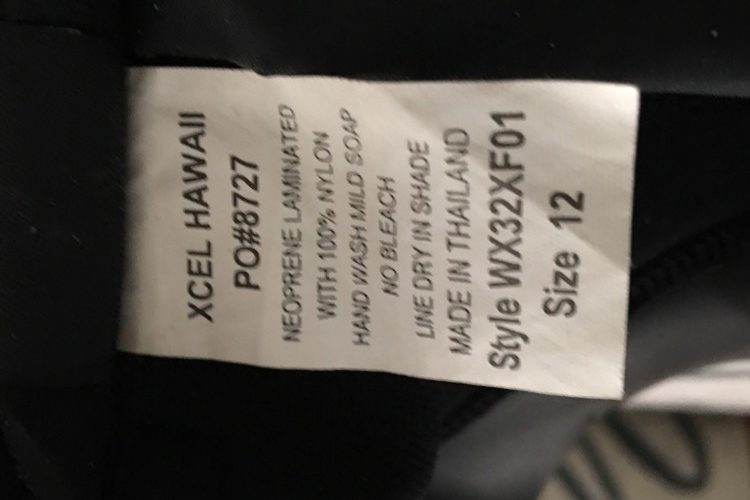 XCEL HAWAII
PO#8727
NEOPRENE LAMINATED
WITH 100% NYLON
HAND WASH MILD SOAP
NO BLEACH
LINE DRY IN SHADE
MADE IN THAILAND
Style WX32XF01
Size 12